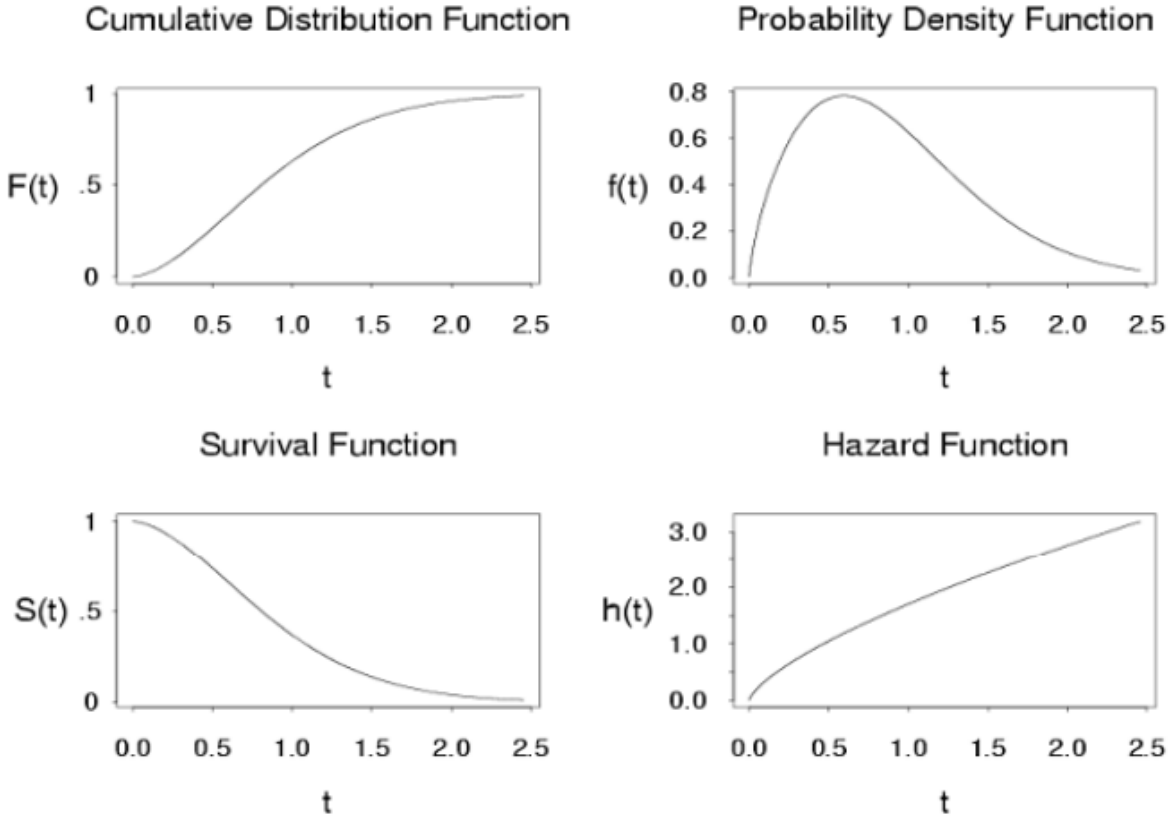 Cumulative Distribution Function
1
F(t) .5
0
0.0 0.5 1.0 1.5 2.0 2.5
t
Probability Density Function
0.8
0.6
f(t) 0.4
0.2
0.0
0.0 0.5 1.0 1.5 2.0 2.5
t
Survival Function
1
S(t) .5
0
0.0 0.5 1.0 1.5 2.0 2.5
t
Hazard Function
3.0
2.0
h(t)
1.0
0.0
0.0 0.5 1.0 1.5 2.0 2.5
t